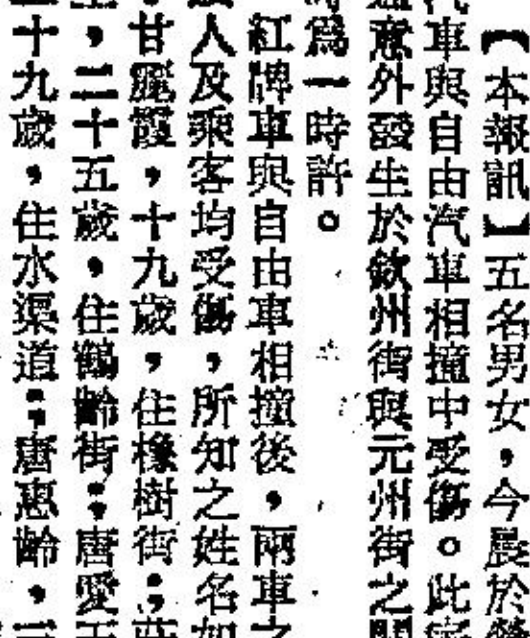 【本報訊】五名男女,今晨於
汽車與自由汽車相撞中受傷。此
意外發生於欽州街與元州街之
爲一時許。
紅牌車與自由車相撞後,兩車之
人及乘客均受傷,所知之姓名如
甘麗霞,十九歲,住橡樹街;
,二十五歲,住鶴齡街;唐愛
十九歲,住水渠道;唐惠齡,